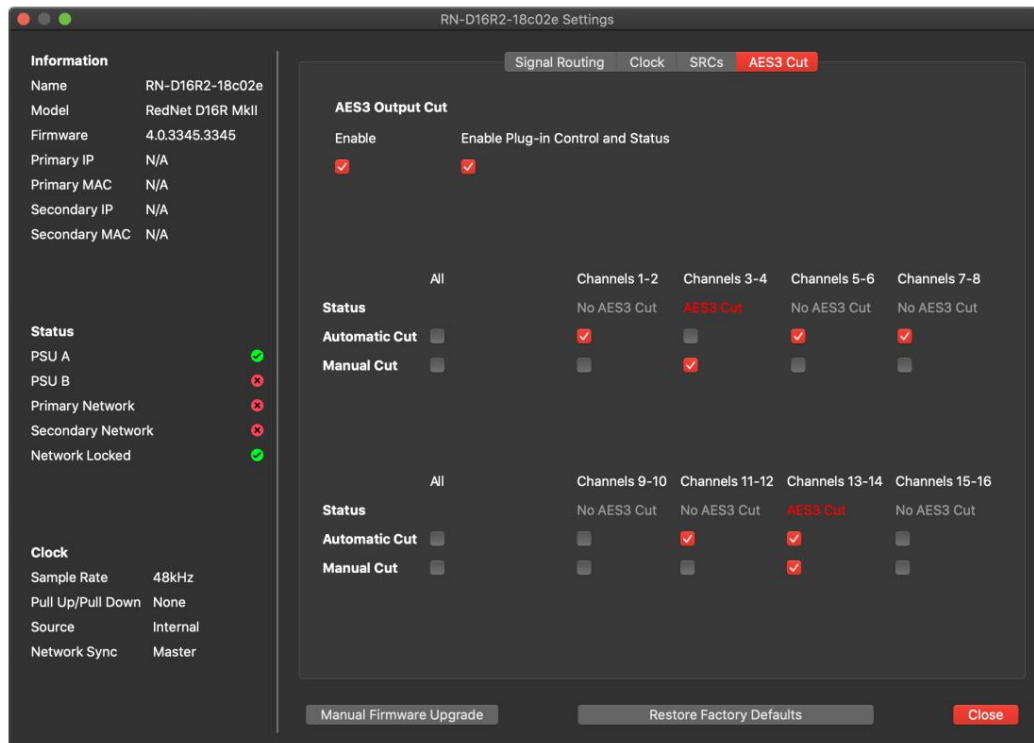 RN-D16R2-18c02e Settings
Information
Name RN-D16R2-18c02e
Model RedNet D16R MkII
Firmware 4.0.3345.3345
Primary IP N/A
Primary MAC N/A
Secondary IP N/A
Secondary MAC N/A
Status
PSU A
PSU B
Primary Network
Secondary Network
Network Locked
Clock
Sample Rate 48kHz
Pull Up/Pull Down None
Source Internal
Network Sync Master
Signal Routing Clock SRCs AES3 Cut
AES3 Output Cut
Enable Enable Plug-in Control and Status
All Channels 1-2 Channels 3-4 Channels 5-6 Channels 7-8
Status No AES3 Cut AES3 Cut No AES3 Cut No AES3 Cut
Automatic Cut
Manual Cut
All Channels 9-10 Channels 11-12 Channels 13-14 Channels 15-16
Status No AES3 Cut No AES3 Cut AES3 Cut No AES3 Cut
Automatic Cut
Manual Cut
Manual Firmware Upgrade Restore Factory Defaults Close